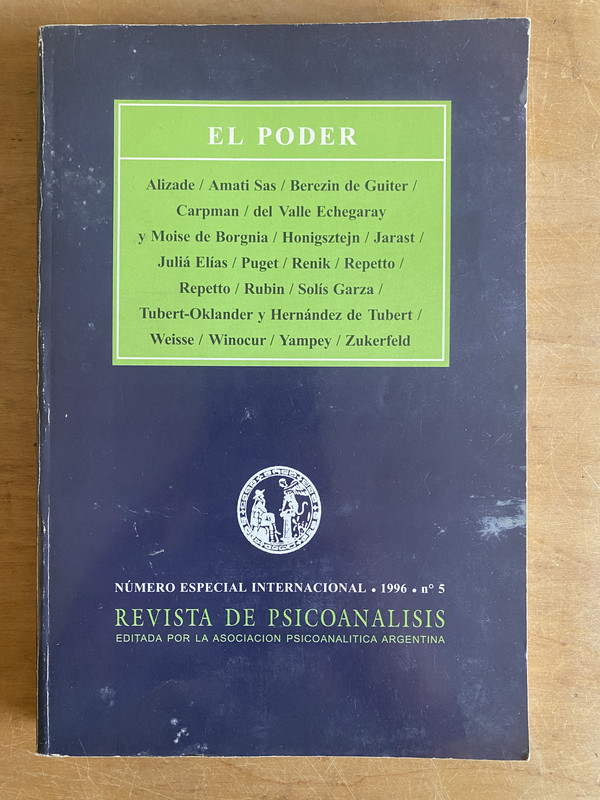 EL PODER
Alizade / Amati Sas / Berezin de Guiter /
Carpman / del Valle Echegaray
y Moise de Borgnia / Honigsztejn / Jarast /
Juliá Elías / Puget / Renik / Repetto /
Repetto / Rubin / Solís Garza /
Tubert-Oklander y Hernández de Tubert /
Weisse / Winocur / Yampey / Zukerfeld
NÚMERO ESPECIAL INTERNACIONAL • 1996 • n° 5
REVISTA DE PSICOANALISIS
EDITADA POR LA ASOCIACION PSICOANALITICA ARGENTINA